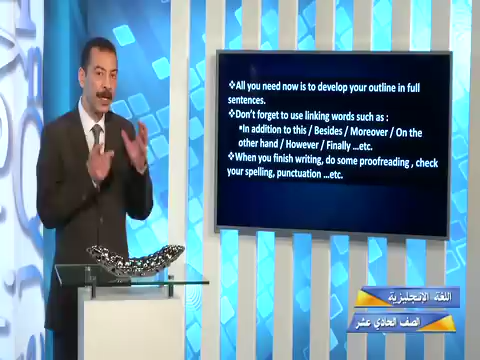 ❖All you need now is to develop your outline in full
sentences.
❖Don't forget to use linking words such as :
▪In addition to this / Besides / Moreover / On the
other hand / However / Finally ...etc.
❖When you finish writing, do some proofreading , check
your spelling, punctuation ...etc.
اللغة الإنجليزية
الصف الحادي عشر